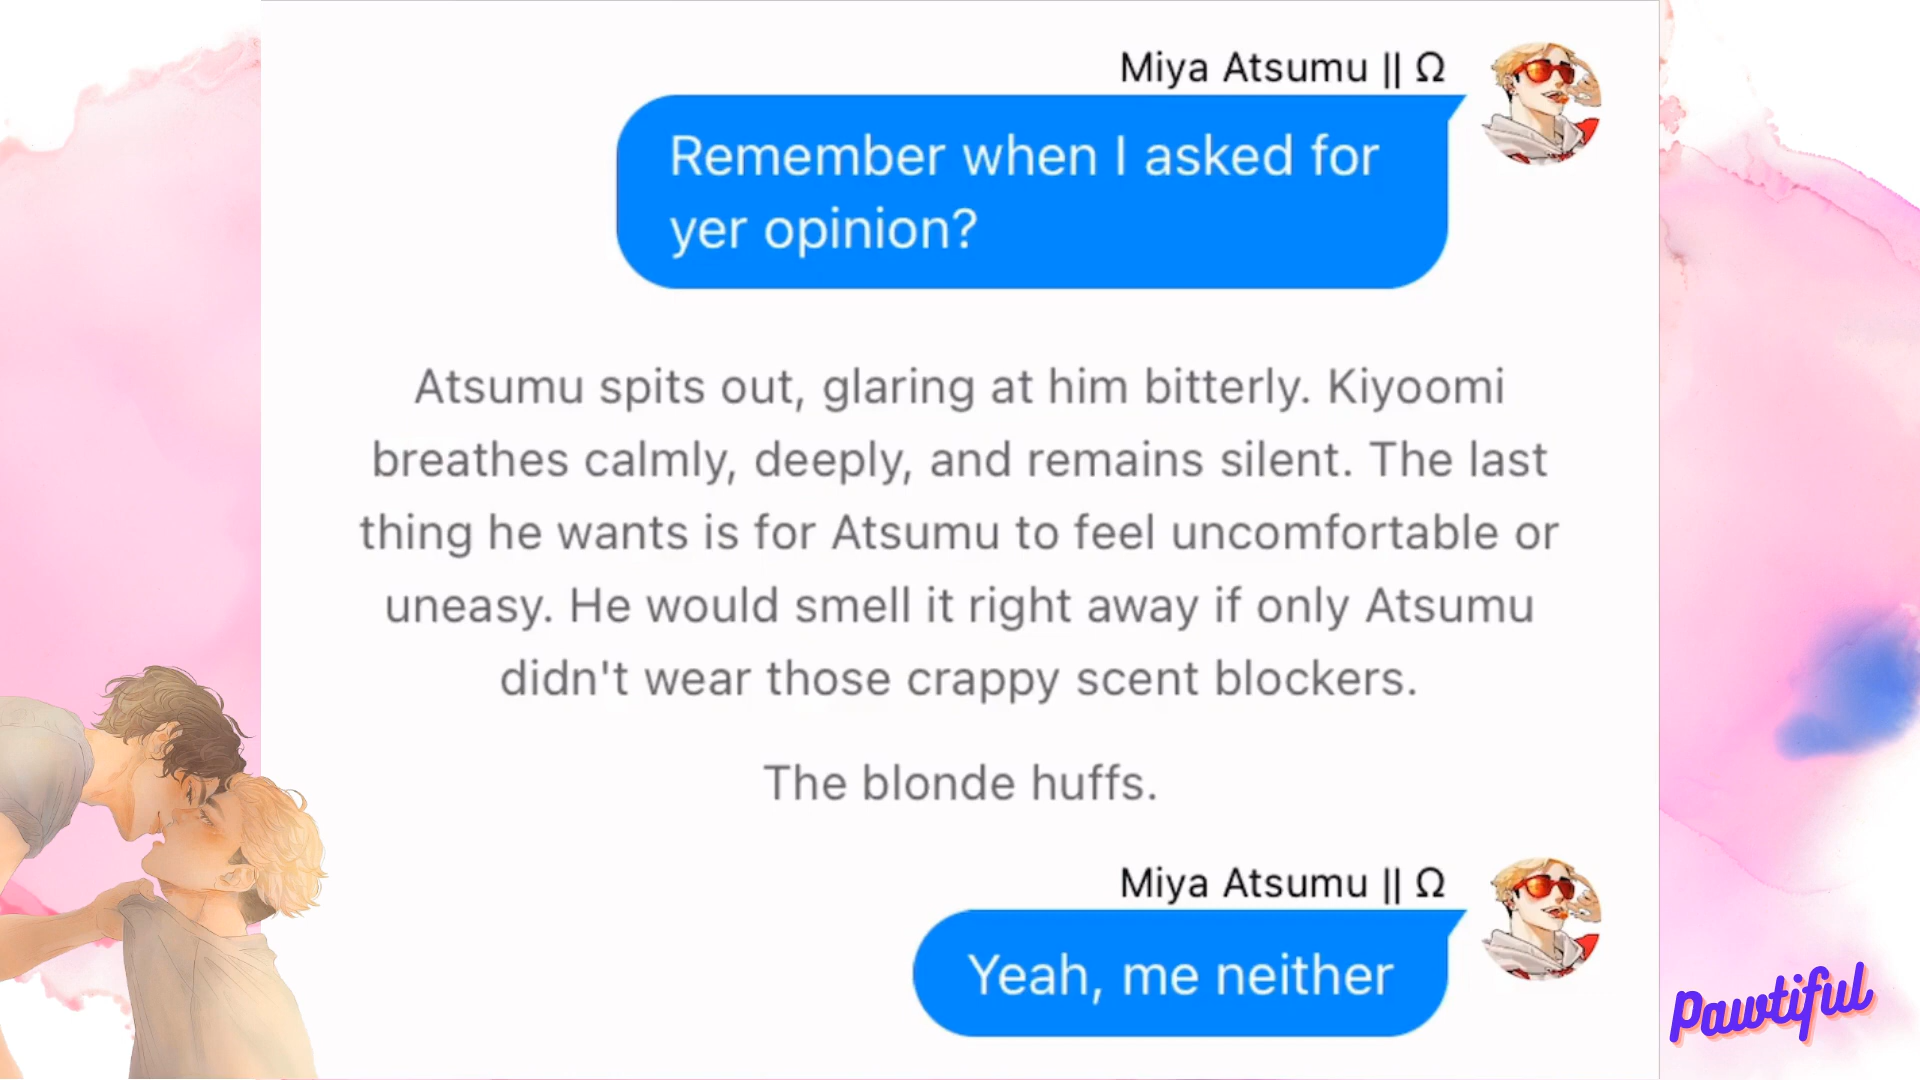 Miya Atsumu || Ω
Remember when I asked for
yer opinion?
Atsumu spits out, glaring at him bitterly. Kiyoomi
breathes calmly, deeply, and remains silent. The last
thing he wants is for Atsumu to feel uncomfortable or
uneasy. He would smell it right away if only Atsumu
didn't wear those crappy scent blockers.
The blonde huffs.
Miya Atsumu || Ω
Yeah, me neither
Pawtiful